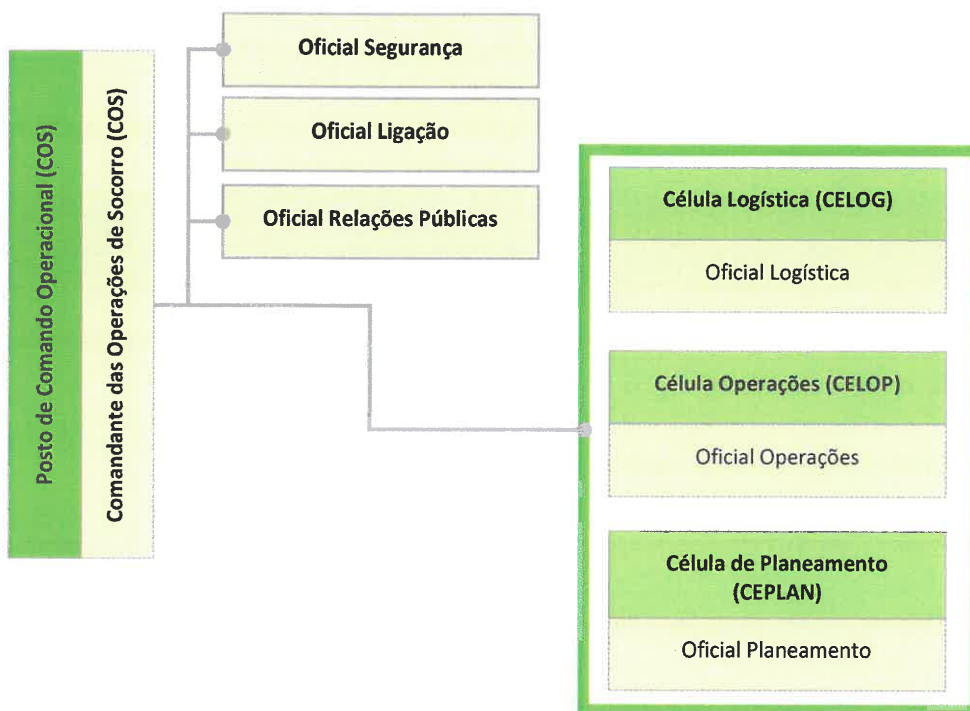 Posto de Comando Operacional (COS)
Comandante das Operações de Socorro (COS)
Oficial Segurança
Oficial Ligação
Oficial Relações Públicas
Célula Logística (CELOG)
Oficial Logística
Célula Operações (CELOP)
Oficial Operações
Célula de Planeamento
(CEPLAN)
Oficial Planeamento